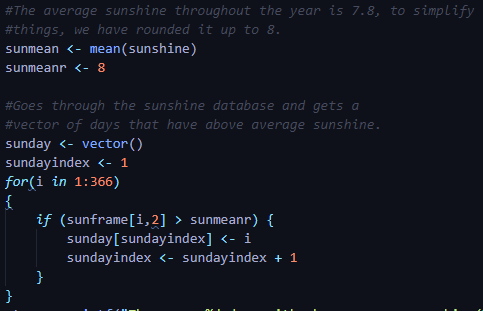 #The average sunshine throughout the year is 7.8, to simplify
#things, we have rounded it up to 8.
sunmean <- mean(sunshine)
sunmeanr <- 8
#Goes through the sunshine database and gets a
#vector of days that have above average sunshine.
sunday <- vector()
sundayindex <- 1
for(i in 1:366)
{
if (sunframe[i,2] > sunmeanr) {
sunday[sundayindex] <- i
sundayindex <- sundayindex + 1
}
}